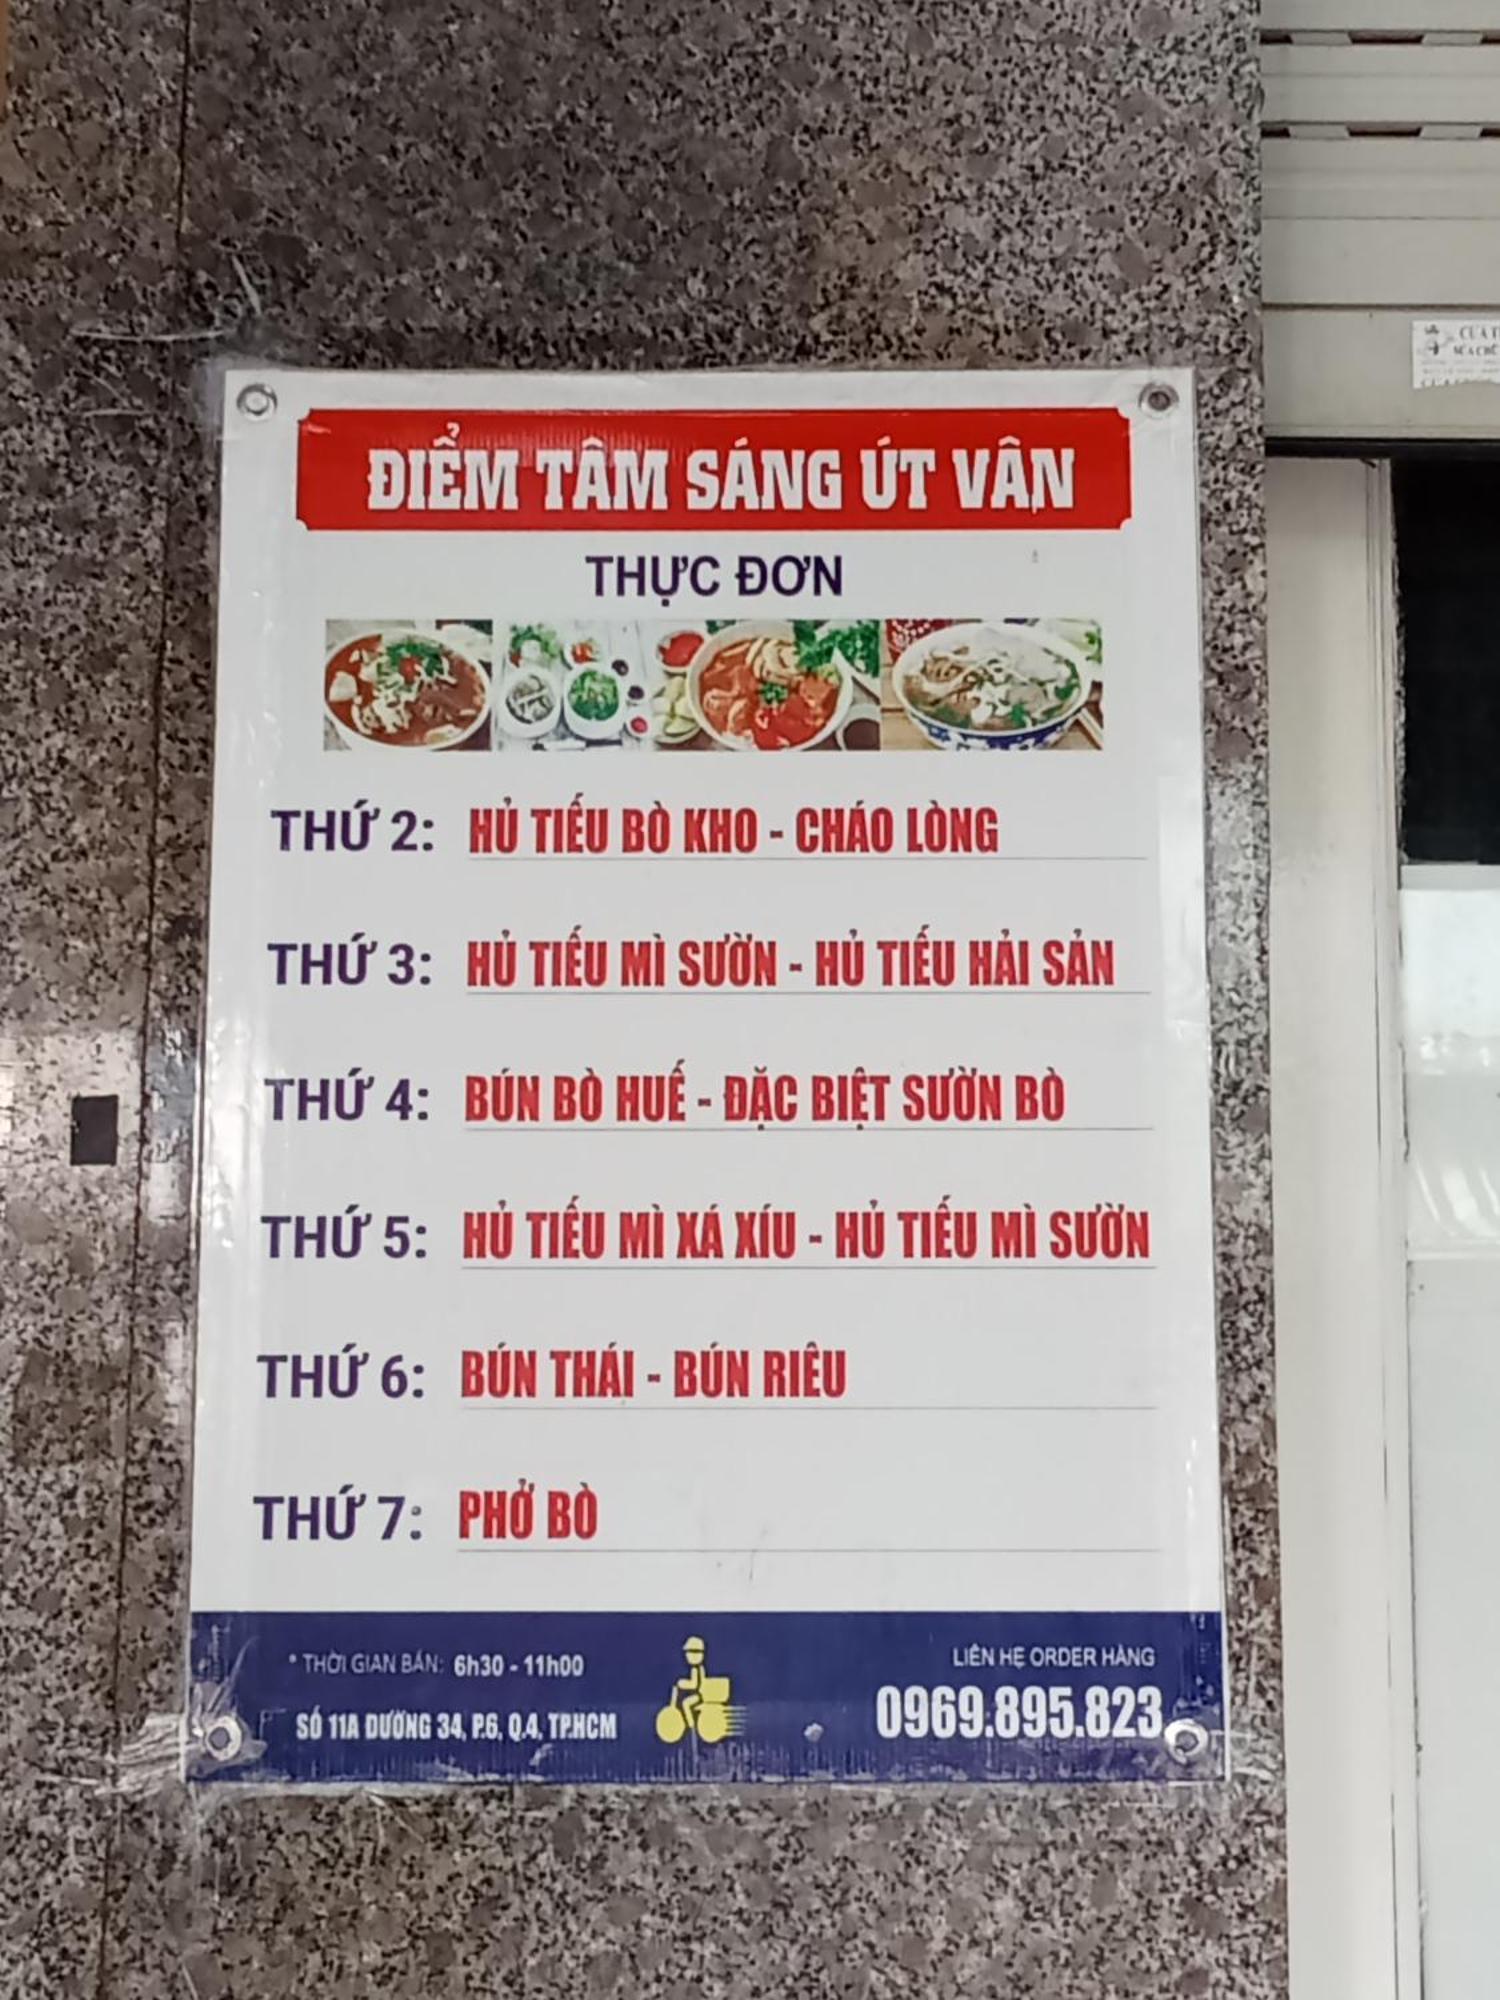 ĐIỂM TÂM SÁNG ÚT VÂN
THỰC ĐƠN
THỨ 2: HỦ TIẾU BÒ KHO - CHÁO LÒNG
THỨ 3: HỦ TIẾU MÌ SƯỜN - HỦ TIẾU HẢI SẢN
THỨ 4: BÚN BÒ HUẾ - ĐẶC BIỆT SƯỜN BÒ
THỨ 5: HỦ TIẾU MÌ XÁ XÍU - HỦ TIẾU MÌ SƯỜN
THỨ 6: BÚN THÁI - BÚN RIÊU
THỨ 7: PHỞ BÒ
* THỜI GIAN BÁN: 6h30 - 11h00
SỐ 11A ĐƯỜNG 34, P.6, Q.4, TP.HCM
LIÊN HỆ ORDER HÀNG
0969.895.823